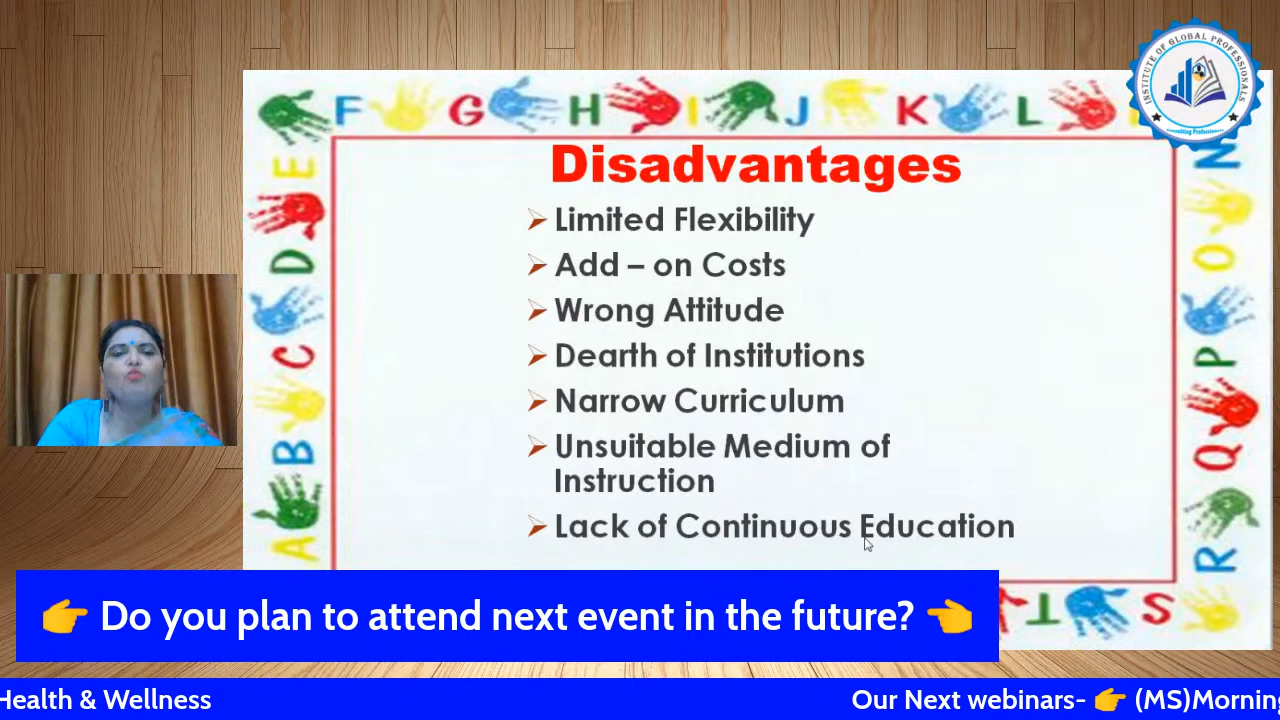 F G H I J K L
INSTITUTE OF GLOBAL PROFESSIONALS
E
D
C
B
A
N
O
P
Q
R
S
T
Disadvantages
➢ Limited Flexibility
➢ Add – on Costs
➢ Wrong Attitude
➢ Dearth of Institutions
➢ Narrow Curriculum
➢ Unsuitable Medium of
Instruction
➢ Lack of Continuous Education
👉 Do you plan to attend next event in the future? 👈
Health & Wellness Our Next webinars- 👉 (MS)Morning